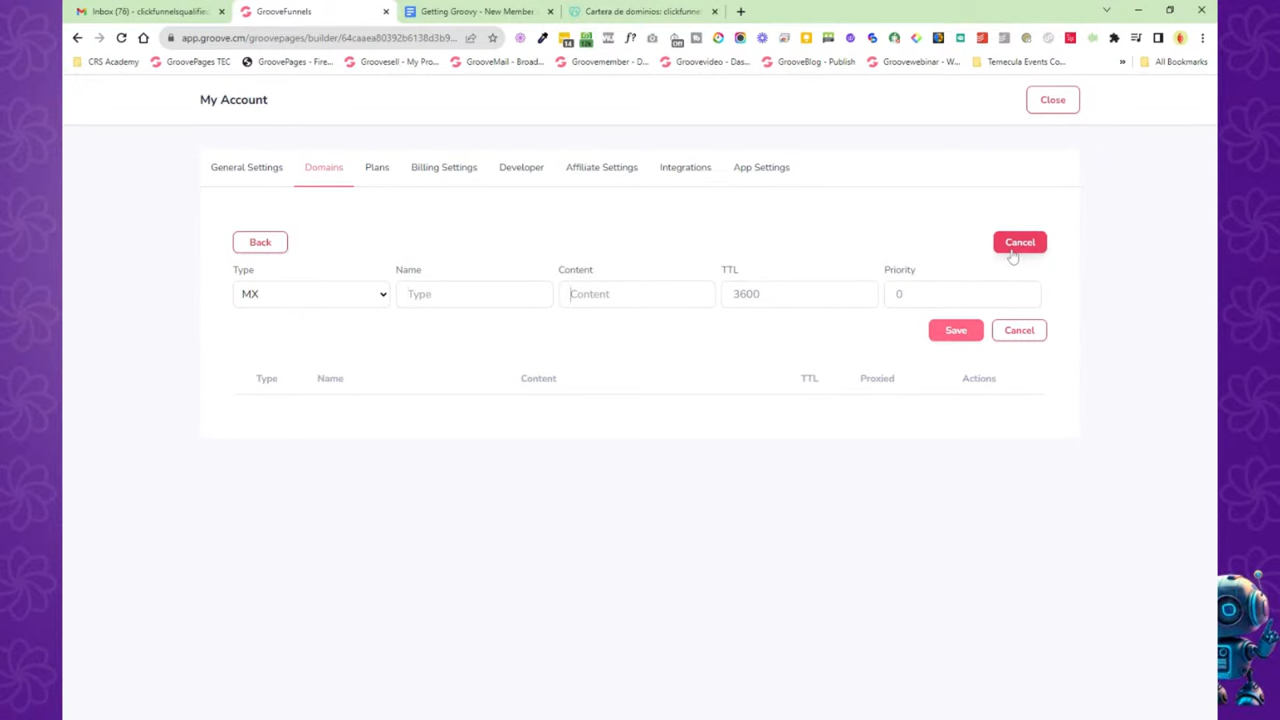 Inbox (76) - clickfunnelsqualifie
GrooveFunnels
Getting Groovy - New Member
Cartera de dominios: clickfunne
app.groove.cm/groovepages/builder/64caaea80392b6138d3b9...
CRS Academy
GroovePages TEC
GroovePages - Fire...
Groovesell - My Pro...
GrooveMail - Broad...
Groovemember - D...
Groovevideo - Das...
GrooveBlog - Publish
Groovewebinar - W...
Temecula Events Co...
All Bookmarks
My Account
Close
General Settings
Domains
Plans
Billing Settings
Developer
Affiliate Settings
Integrations
App Settings
Back
Cancel
Type
Name
Content
TTL
Priority
MX
Type
Content
3600
0
Save
Cancel
Type
Name
Content
TTL
Proxied
Actions